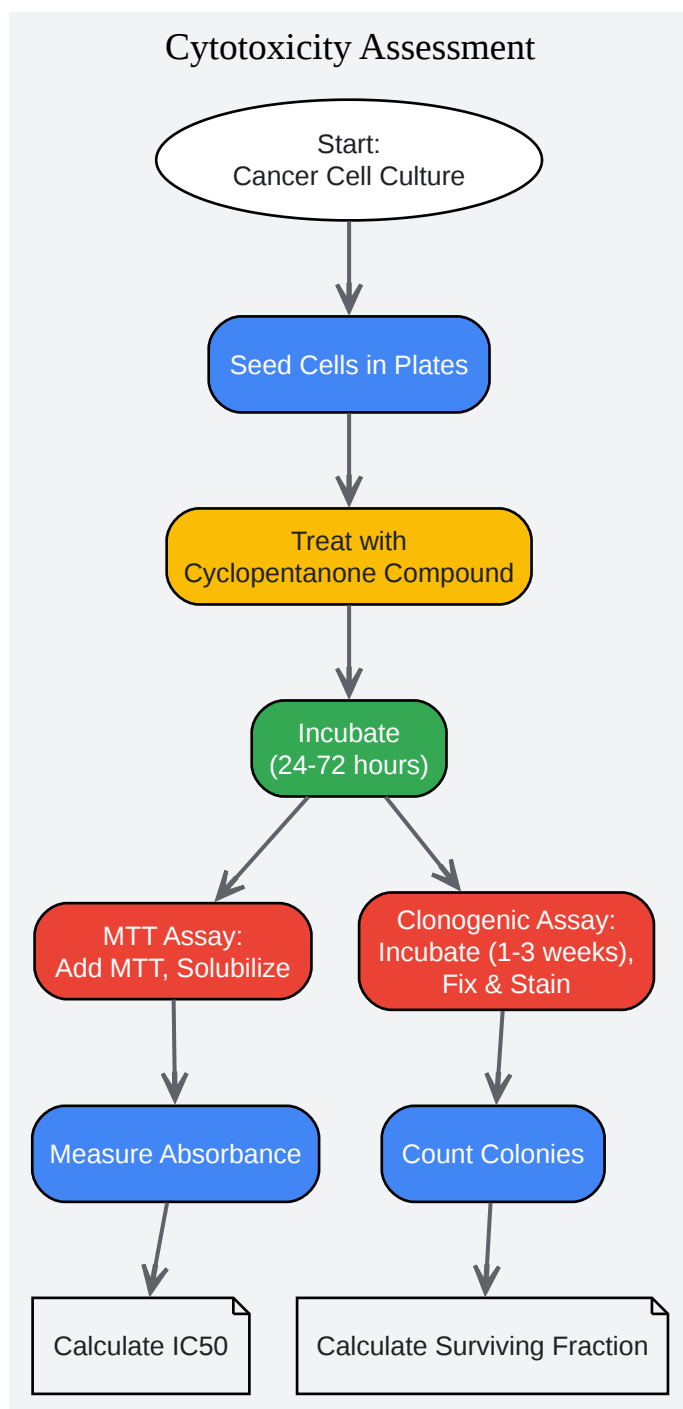 Cytotoxicity Assessment
Start:
Cancer Cell Culture
Seed Cells in Plates
Treat with
Cyclopentanone Compound
Incubate
(24-72 hours)
MTT Assay:
Add MTT, Solubilize
Clonogenic Assay:
Incubate (1-3 weeks),
Fix & Stain
Measure Absorbance
Count Colonies
Calculate IC50
Calculate Surviving Fraction